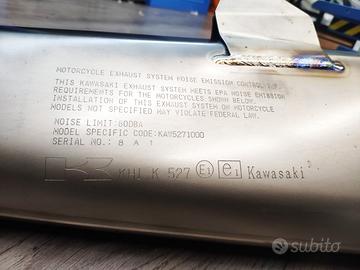 MOTORCYCLE EXHAUST SYSTEM NOISE EMISSION CONTROL
THIS KAWASAKI EXHAUST SYSTEM MEETS EPA NOISE EMISSION
REQUIREMENTS FOR THE MOTORCYCLES SHOWN BELOW.
INSTALLATION OF THIS EXHAUST SYSTEM ON MOTORCYCLE
MODELS NOT SPECIFIED MAY VIOLATE FEDERAL LAW.
NOISE LIMIT:80DBA
MODEL SPECIFIC CODE:KAW5271000
SERIAL NO.: 8 A 1
K KHI K 527 E1 e1 Kawasaki
subito